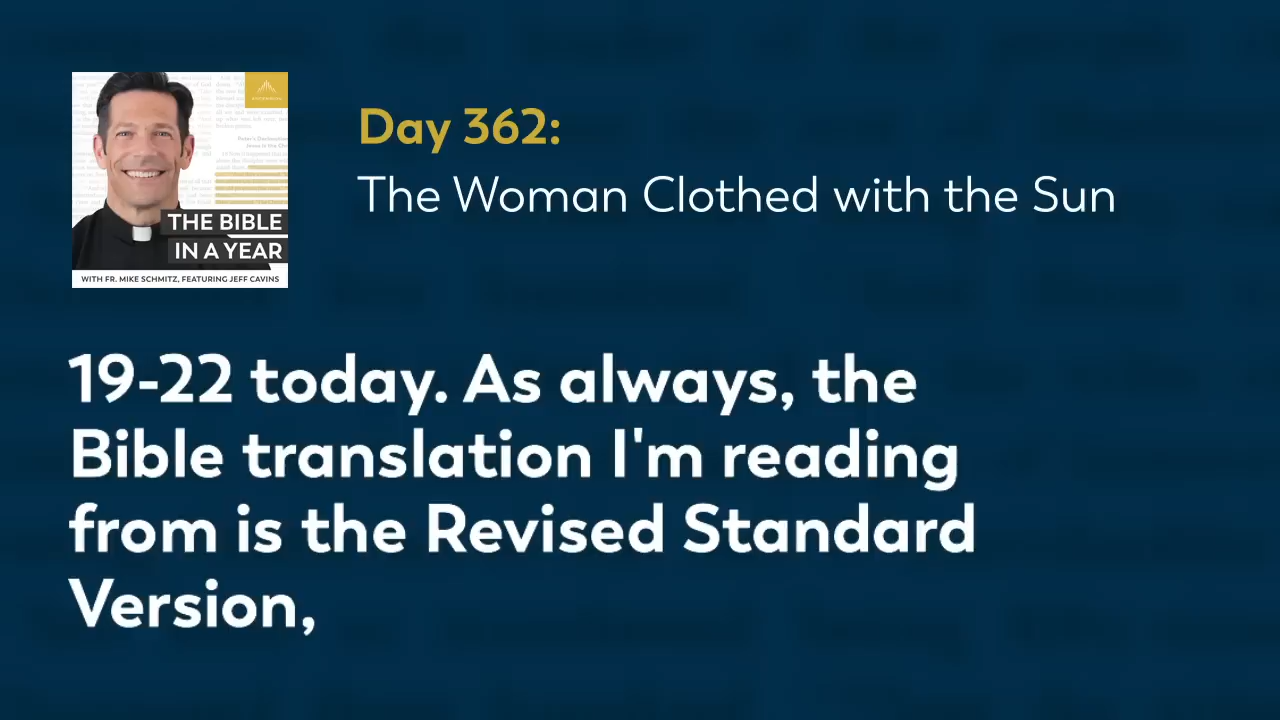 Day 362:
The Woman Clothed with the Sun
THE BIBLE
IN A YEAR
WITH FR. MIKE SCHMITZ, FEATURING JEFF CAVINS
19-22 today. As always, the
Bible translation I'm reading
from is the Revised Standard
Version,